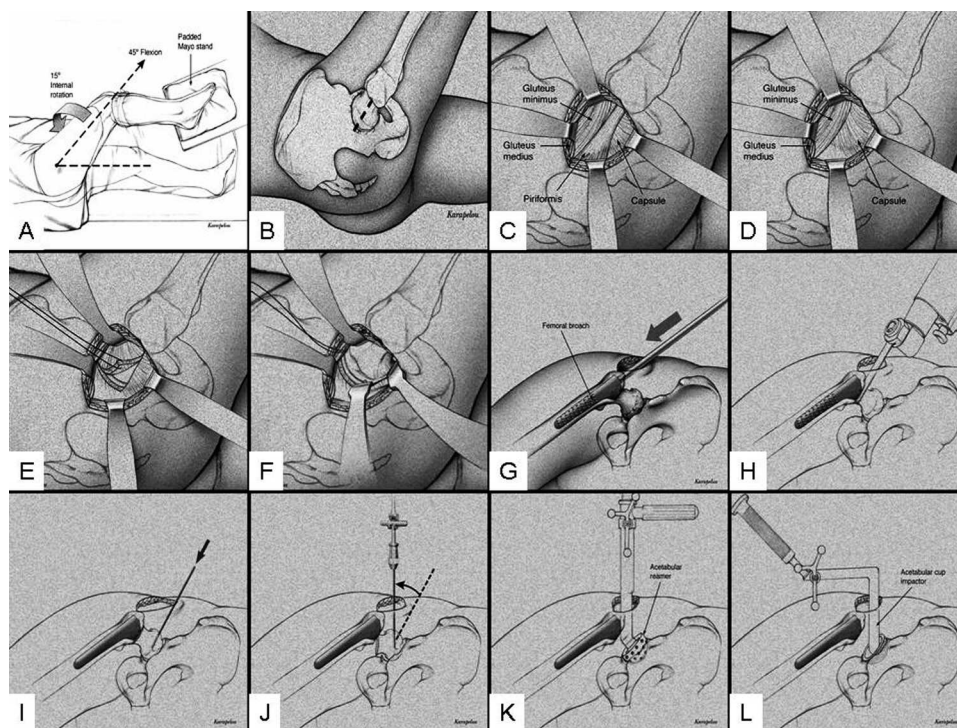 Padded
Mayo stand
45° Flexion
15°
Internal
rotation
Karapelou
A
Karapelou
B
Gluteus
minimus
Gluteus
medius
Piriformis
Capsule
C
Gluteus
minimus
Gluteus
medius
Capsule
D
E
F
Femoral broach
Karapelou
G
Karapelou
H
Karapelou
I
Karapelou
J
Acetabular
reamer
Karapelou
K
Acetabular cup
impactor
Karapelou
L